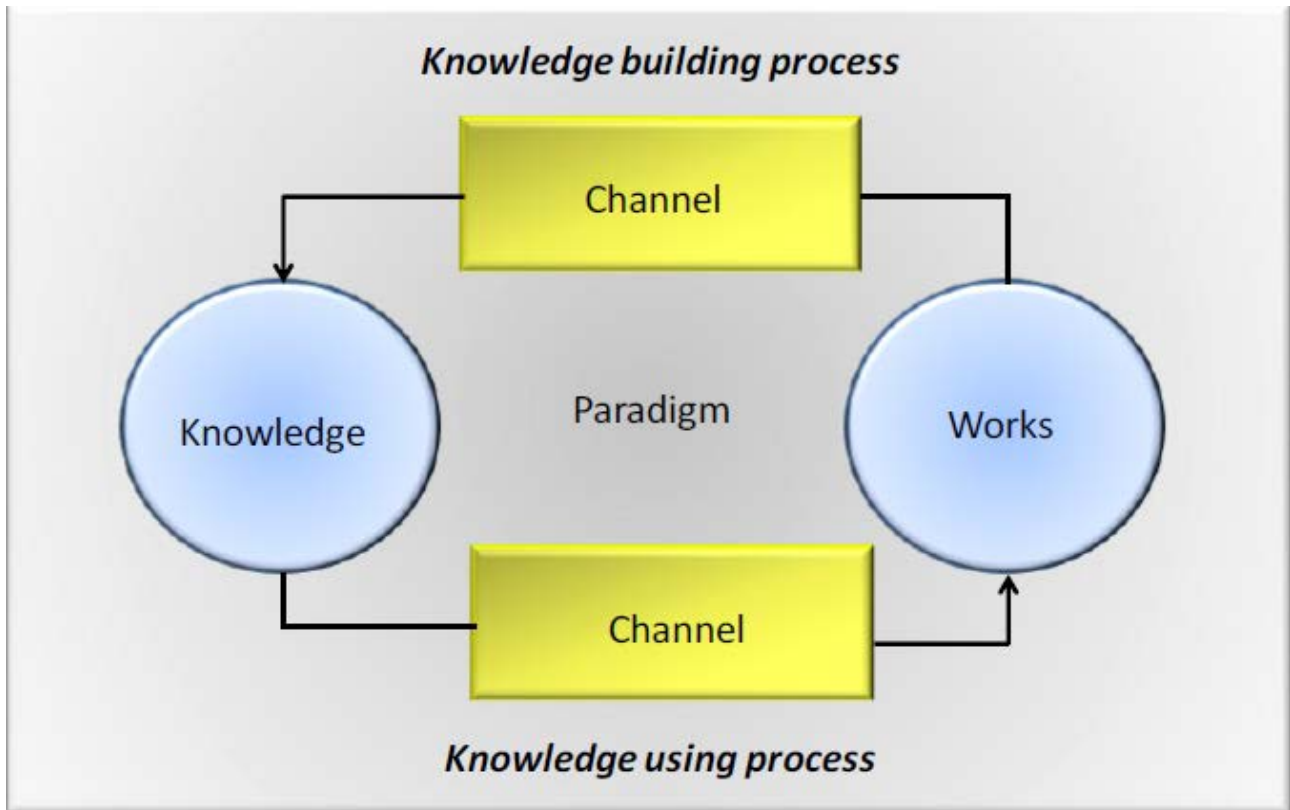 Knowledge building process
Channel
Knowledge
Paradigm
Works
Channel
Knowledge using process